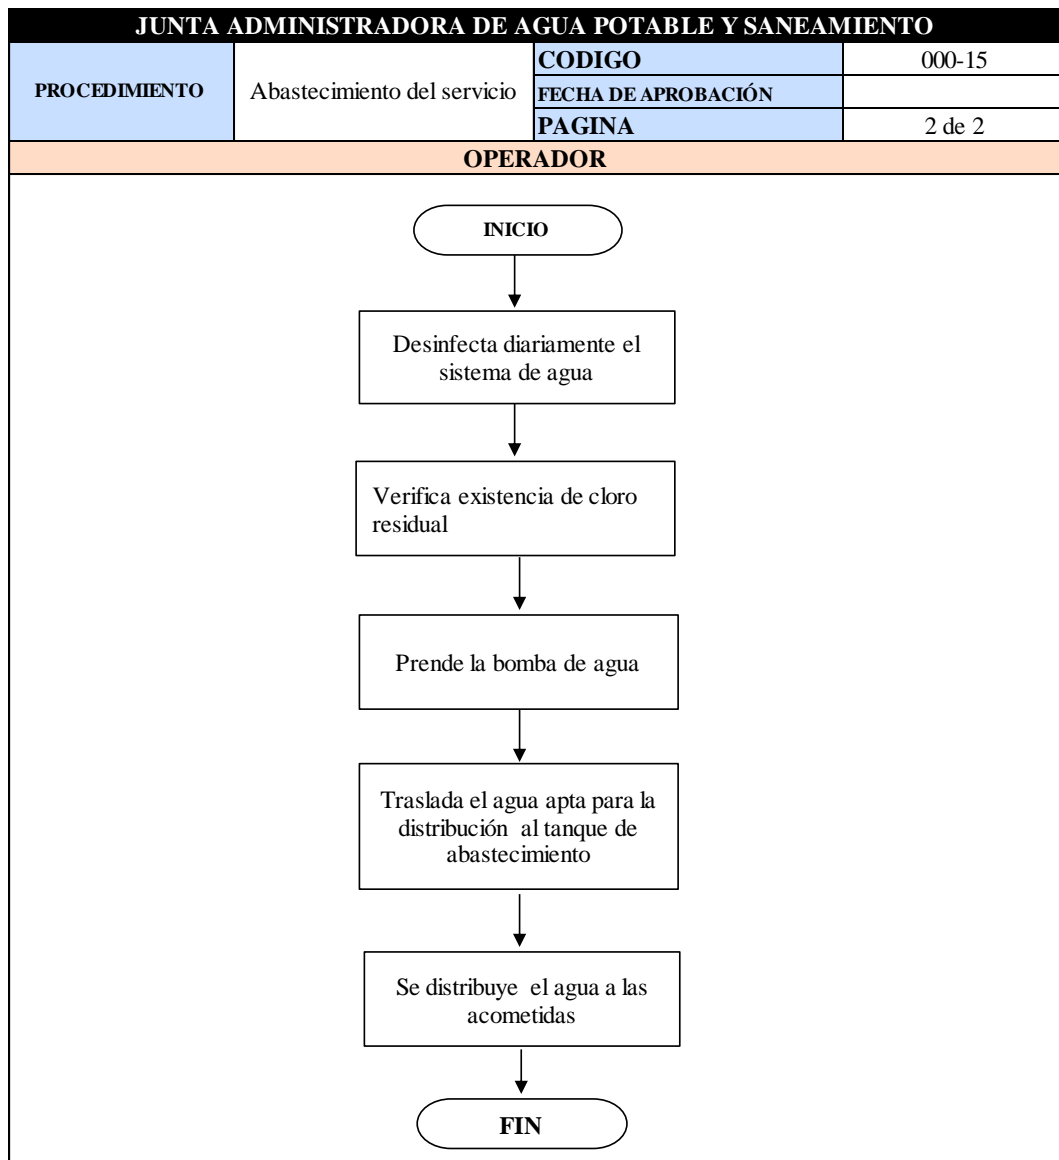 JUNTA ADMINISTRADORA DE AGUA POTABLE Y SANEAMIENTO
PROCEDIMIENTO
Abastecimiento del servicio
CODIGO
000-15
FECHA DE APROBACIÓN
PAGINA
2 de 2
OPERADOR
INICIO
Desinfecta diariamente el
sistema de agua
Verifica existencia de cloro
residual
Prende la bomba de agua
Traslada el agua apta para la
distribución al tanque de
abastecimiento
Se distribuye el agua a las
acometidas
FIN